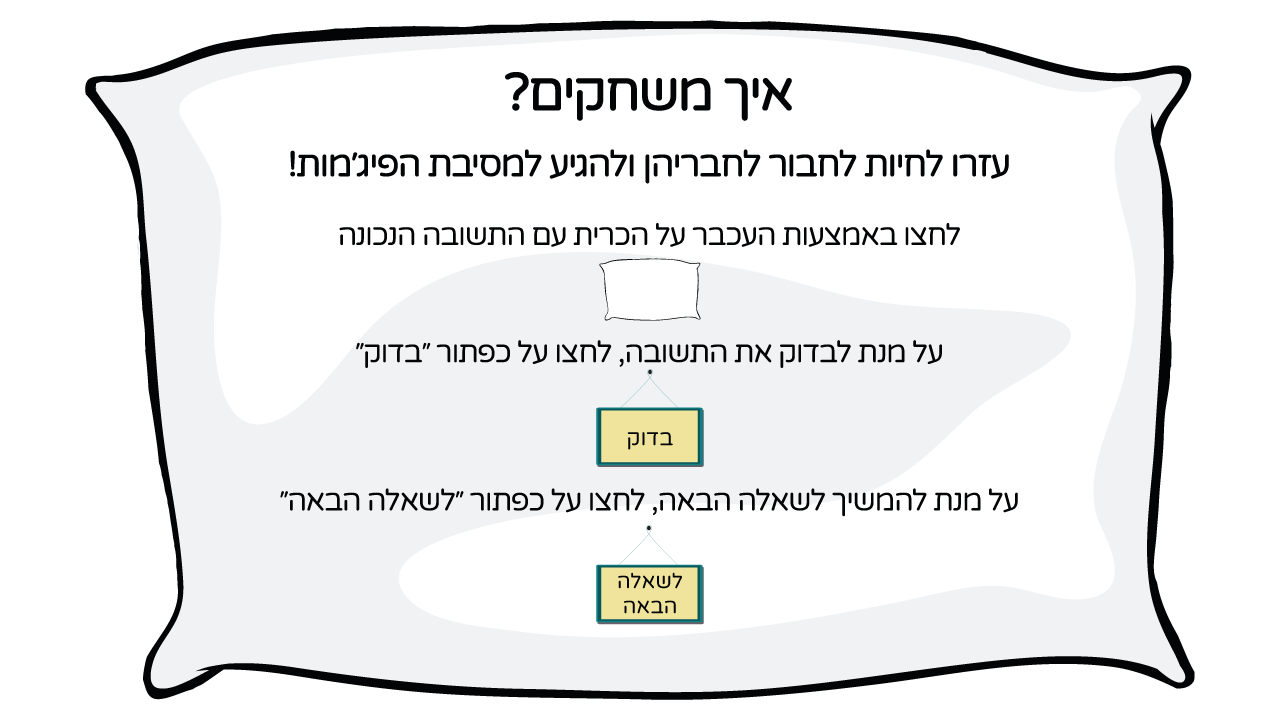 איך משחקים?
עזרו לחיות לחבור לחבריהן ולהגיע למסיבת הפיג׳מות!
לחצו באמצעות העכבר על הכרית עם התשובה הנכונה
על מנת לבדוק את התשובה, לחצו על כפתור ״בדוק״
בדוק
על מנת להמשיך לשאלה הבאה, לחצו על כפתור ״לשאלה הבאה״
לשאלה
הבאה